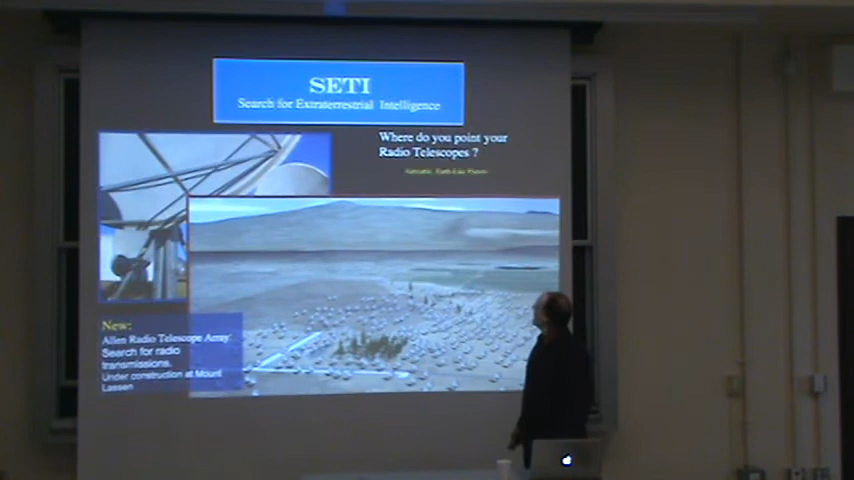 SETI
Search for Extraterrestrial Intelligence
Where do you point your
Radio Telescopes ?
New:
Allen Radio Telescope Array
Search for radio
transmissions.
Under construction at Mount
Lassen